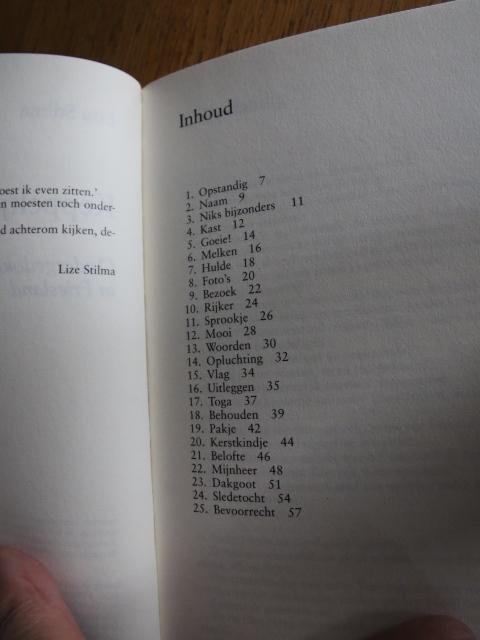 oest ik even zitten.'
en moesten toch onder-
d achterom kijken, de-
Lize Stilma
Inhoud
1. Opstandig 7
2. Naam 9
3. Niks bijzonders 11
4. Kast 12
5. Goeie! 14
6. Melken 16
7. Hulde 18
8. Foto's 20
9. Bezoek 22
10. Rijker 24
11. Sprookje 26
12. Mooi 28
13. Woorden 30
14. Opluchting 32
15. Vlag 34
16. Uitleggen 35
17. Toga 37
18. Behouden 39
19. Pakje 42
20. Kerstkindje 44
21. Belofte 46
22. Mijnheer 48
23. Dakgoot 51
24. Sledetocht 54
25. Bevoorrecht 57